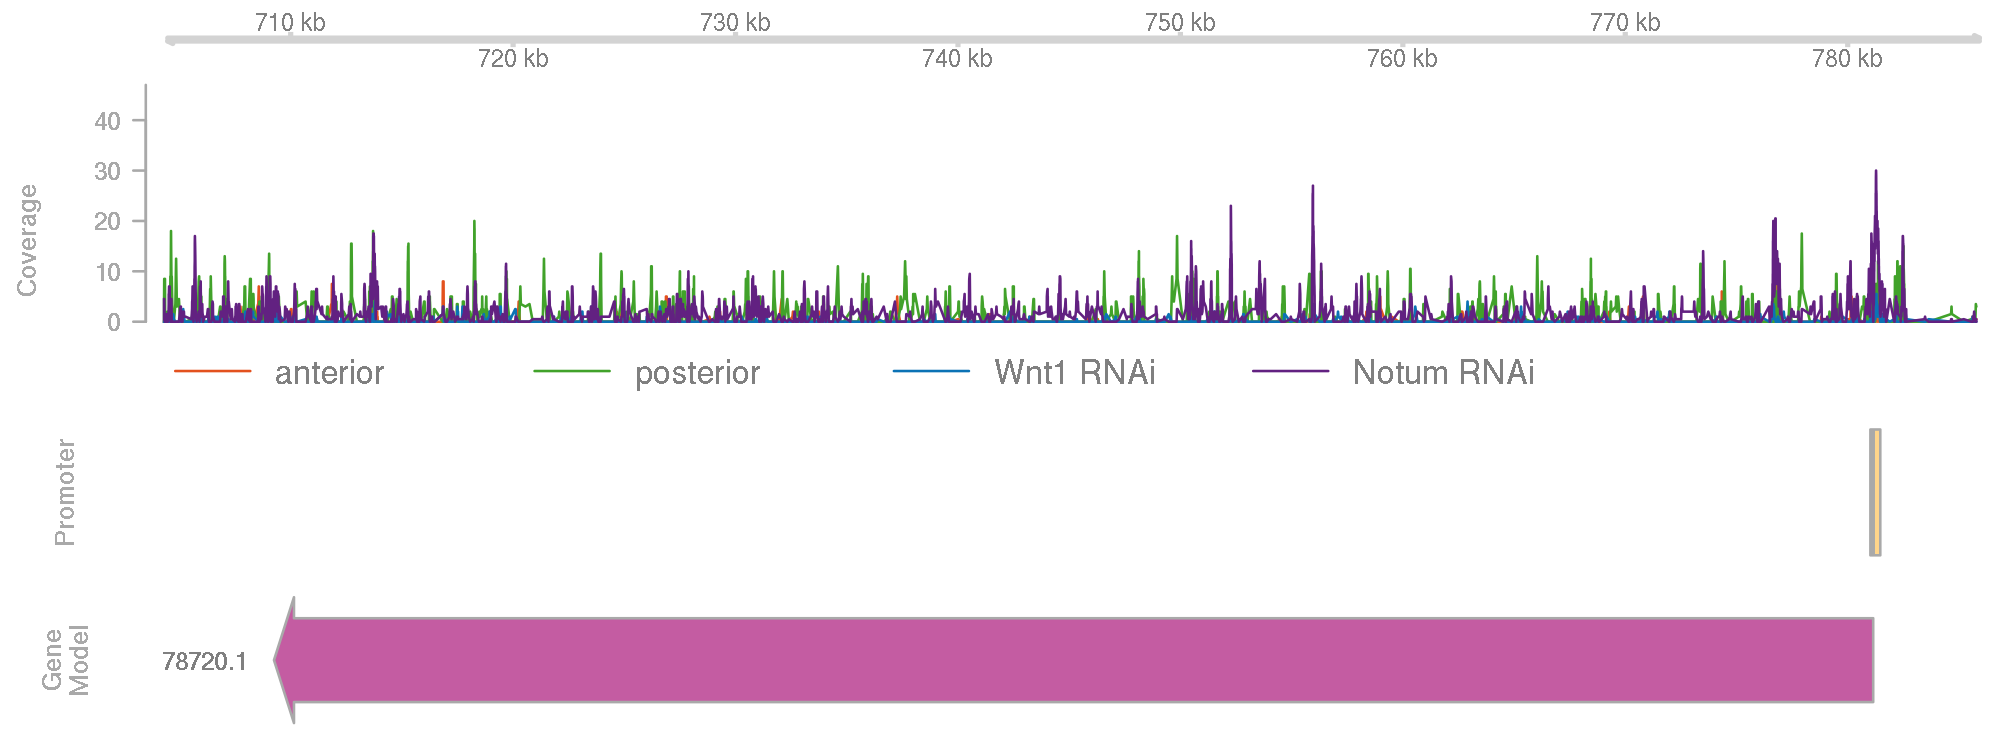 710 kb 730 kb 750 kb 770 kb
720 kb 740 kb 760 kb 780 kb
Coverage
40
30
20
10
0
anterior posterior Wnt1 RNAi Notum RNAi
Promoter
Gene
Model
78720.1